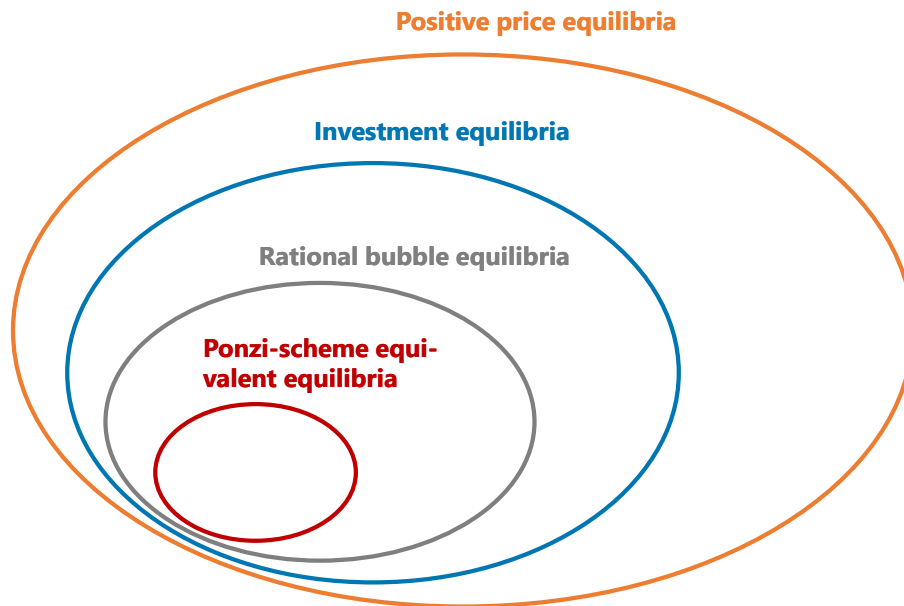 Positive price equilibria
Investment equilibria
Rational bubble equilibria
Ponzi-scheme equi-
valent equilibria